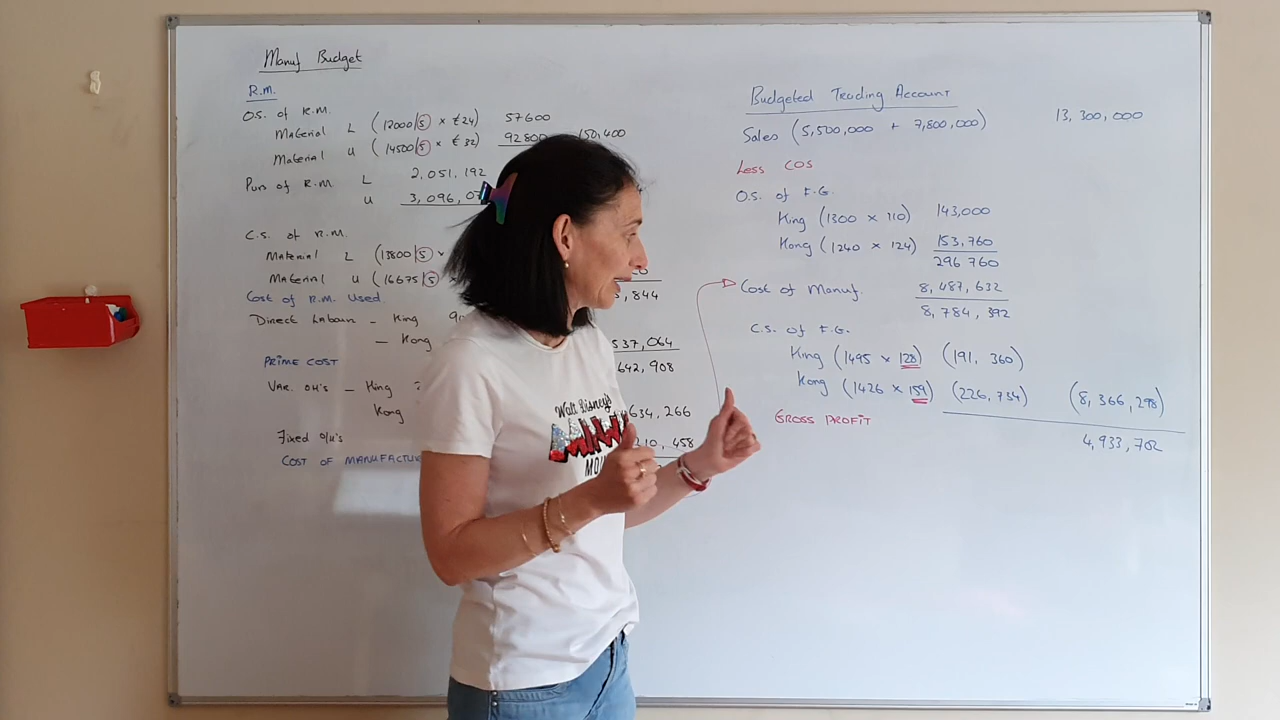 Manuf Budget
R.M.
O.S. of R.M.
Material L (12000/5 × €24) 57600
Material U (14500/5 × €32) 92800 150,400
Purs of R.M. L 2,051,192
U 3,096,0
C.S. of R.M.
Material L (13800/5 ×
Material U (16675/5 ×
Cost of R.M. Used ,844
Direct Labour - King
- Kong 537,064
PRIME COST 642,908
Var. OH's - King
Kong 634,266
Fixed O/H's 210,458
COST OF MANUFACTU
Budgeted Trading Account
Sales (5,500,000 + 7,800,000) 13,300,000
Less COS
O.S. of F.G.
King (1300 × 110) 143,000
Kong (1240 × 124) 153,760
296 760
Cost of Manuf. 8,487,632
8,784,392
C.S. of F.G.
King (1495 × 128) (191,360)
Kong (1426 × 159) (226,734) (8,366,298)
GROSS PROFIT 4,933,702
Walt Disney's